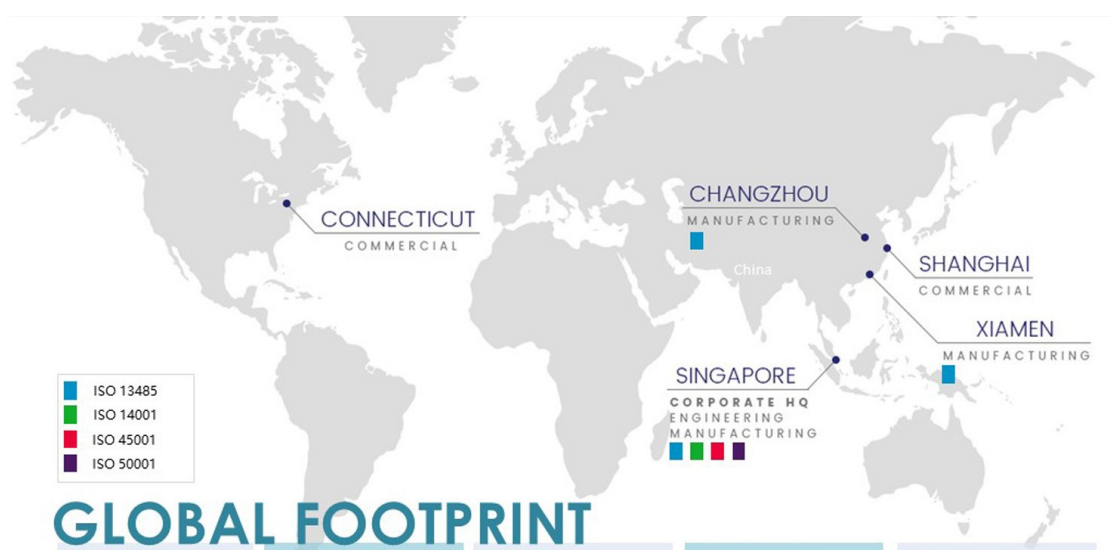 CHANGZHOU
MANUFACTURING
CONNECTICUT
COMMERCIAL
China
SHANGHAI
COMMERCIAL
XIAMEN
MANUFACTURING
SINGAPORE
CORPORATE HQ
ENGINEERING
MANUFACTURING
ISO 13485
ISO 14001
ISO 45001
ISO 50001
GLOBAL FOOTPRINT